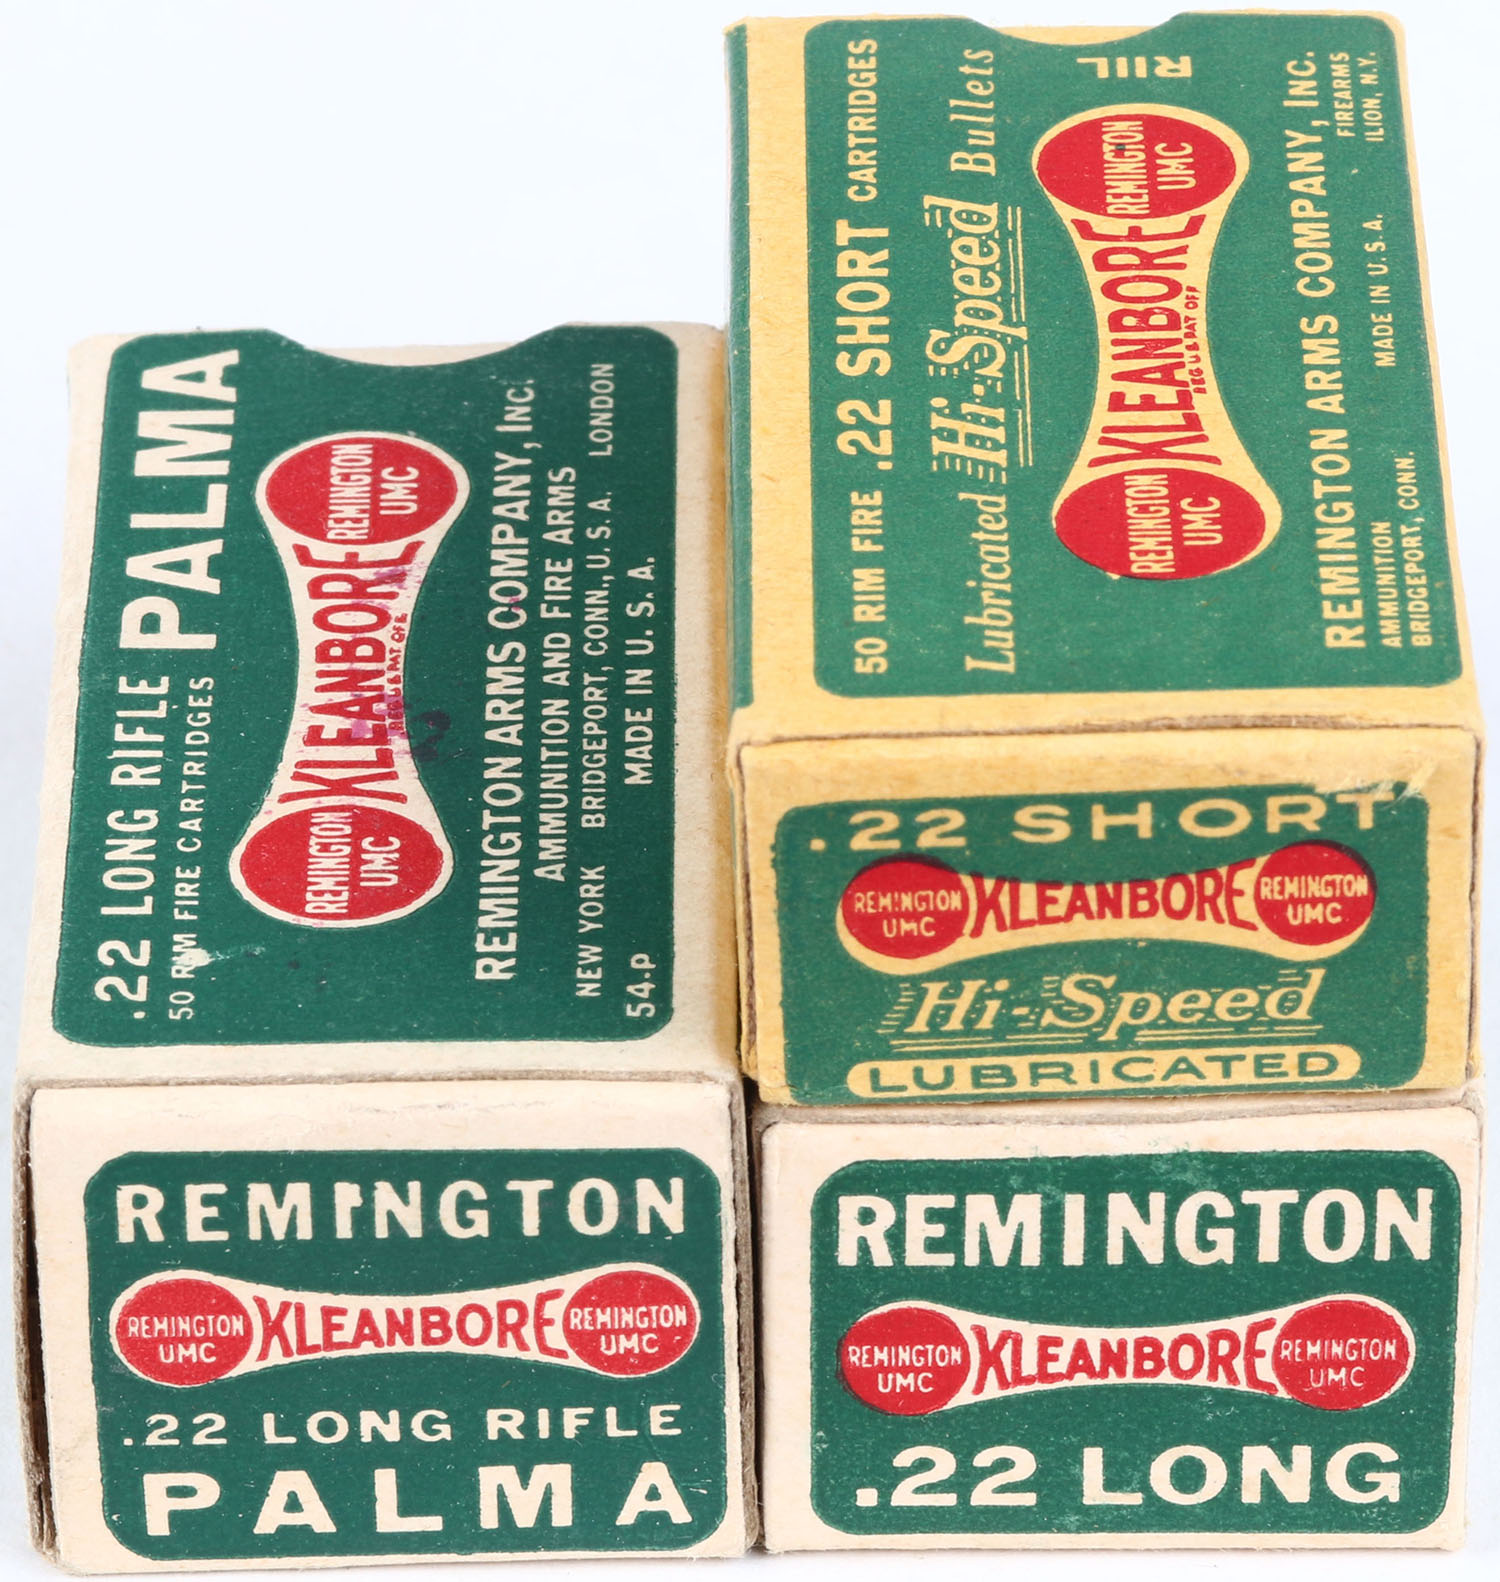 .22 LONG RIFLE PALMA
50 RIM FIRE CARTRIDGES
REMINGTON
UMC
KLEANBORE
REG U.S. PAT OFF.
REMINGTON
UMC
REMINGTON ARMS COMPANY, INC.
AMMUNITION AND FIRE ARMS
NEW YORK BRIDGEPORT, CONN., U. S. A. LONDON
54-P MADE IN U. S. A.
REMINGTON
REMINGTON
UMC
KLEANBORE
REMINGTON
UMC
.22 LONG RIFLE
PALMA
50 RIM FIRE .22 SHORT CARTRIDGES
Lubricated Hi-Speed Bullets
REMINGTON
UMC
KLEANBORE
REG U.S. PAT OFF
REMINGTON
UMC
R11L
REMINGTON ARMS COMPANY, INC.
AMMUNITION
BRIDGEPORT, CONN.
MADE IN U. S. A.
FIREARMS
ILION, N.Y.
.22 SHORT
REMINGTON
UMC
KLEANBORE
REMINGTON
UMC
Hi-Speed
LUBRICATED
REMINGTON
REMINGTON
UMC
KLEANBORE
REMINGTON
UMC
.22 LONG